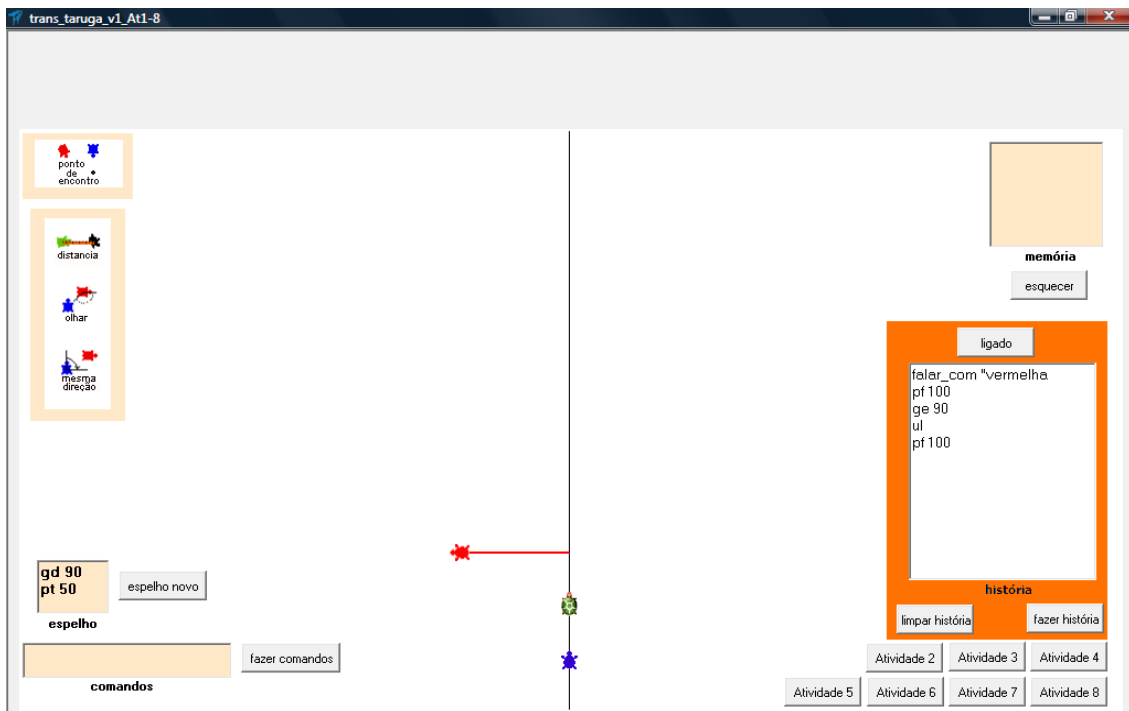 trans_taruga_v1_At1-8
ponto
de
encontro
distancia
olhar
mesma
direção
memória
esquecer
ligado
falar_com "vermelha
pf 100
ge 90
ul
pf 100
história
limpar história
fazer história
gd 90
pt 50
espelho novo
espelho
fazer comandos
comandos
Atividade 2
Atividade 3
Atividade 4
Atividade 5
Atividade 6
Atividade 7
Atividade 8